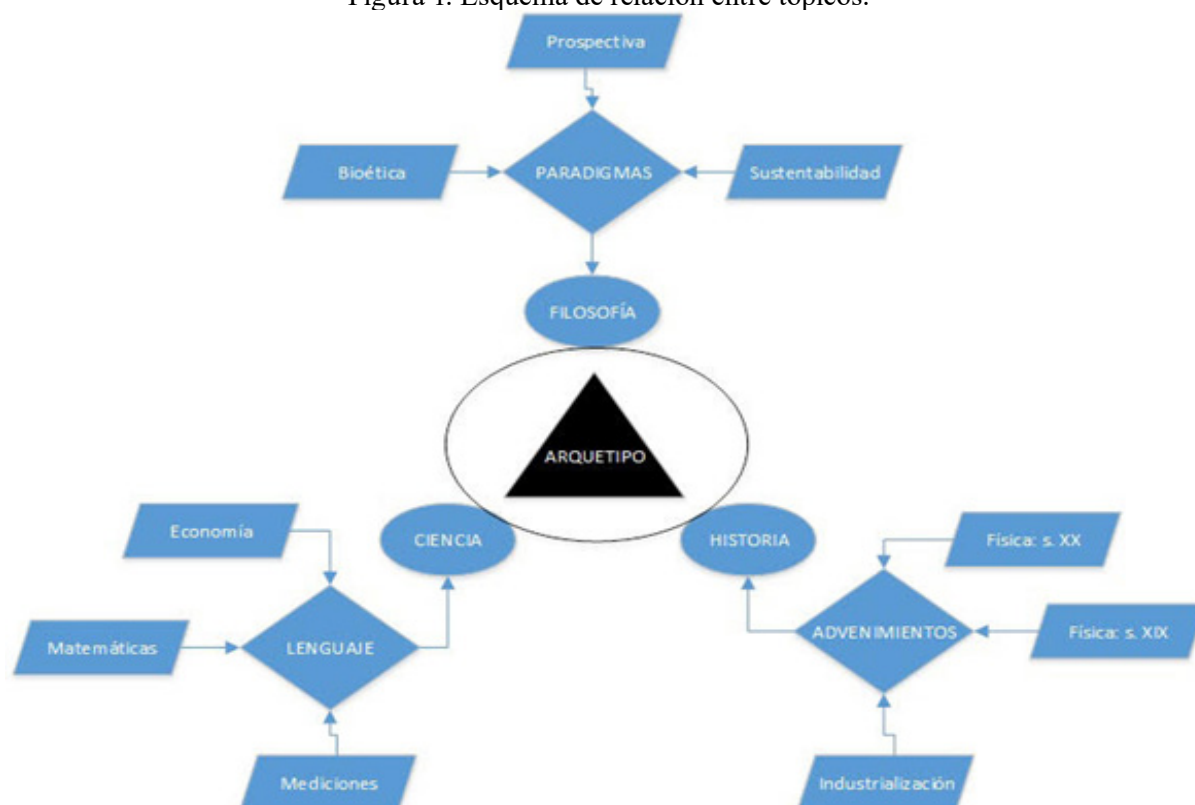 Figura 1. Esquema de relación entre tópicos.
Prospectiva
Bioética
PARADIGMAS
Sustentabilidad
FILOSOFÍA
ARQUETIPO
Economía
CIENCIA
HISTORIA
Física: s. XX
Matemáticas
LENGUAJE
ADVENIMIENTOS
Física: s. XIX
Mediciones
Industrialización